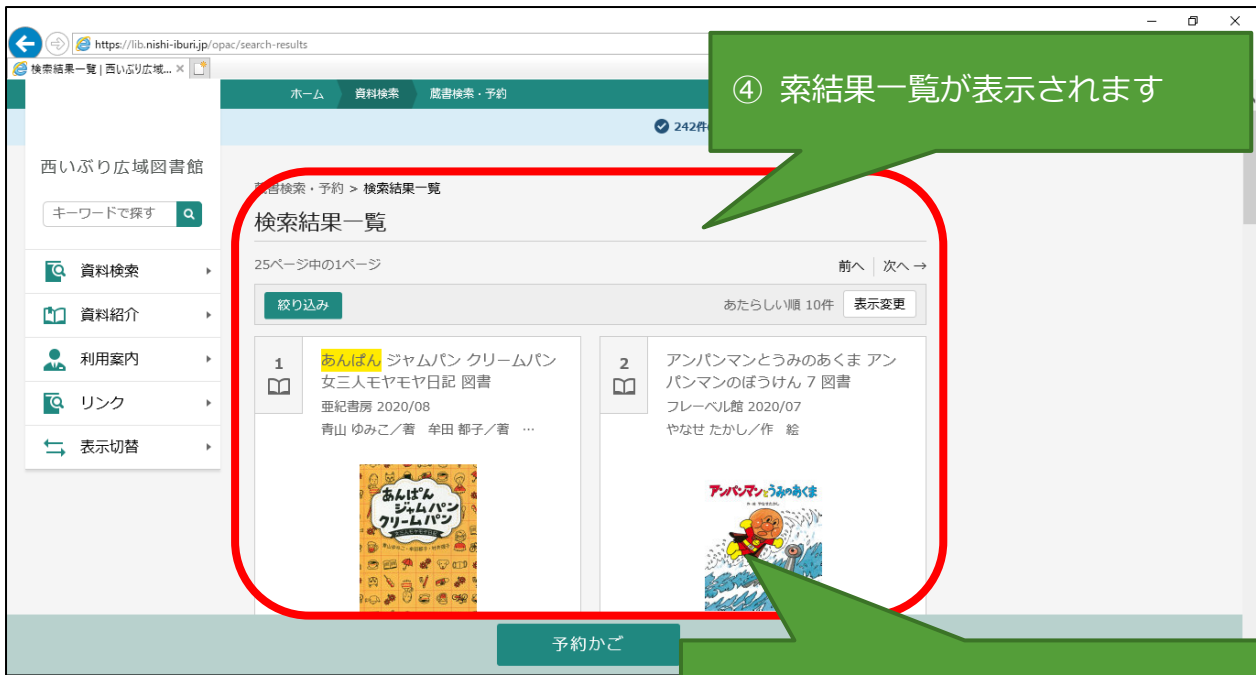 https://lib.nishi-iburi.jp/opac/search-results
検索結果一覧 | 西いぶり広域...
ホーム 資料検索 蔵書検索・予約
242件
④ 索結果一覧が表示されます
西いぶり広域図書館
キーワードで探す
資料検索
資料紹介
利用案内
リンク
表示切替
蔵書検索・予約 > 検索結果一覧
検索結果一覧
25ページ中の1ページ
前へ 次へ→
絞り込み
あたらしい順 10件 表示変更
1
あんぱん ジャムパン クリームパン
女三人モヤモヤ日記 図書
亜紀書房 2020/08
青山 ゆみこ／著 牟田 都子／著 …
あんぱん
ジャムパン
クリームパン
2
アンパンマンとうみのあくま アン
パンマンのぼうけん 7 図書
フレーベル館 2020/07
やなせ たかし／作 絵
アンパンマンとうみのあくま
予約かご